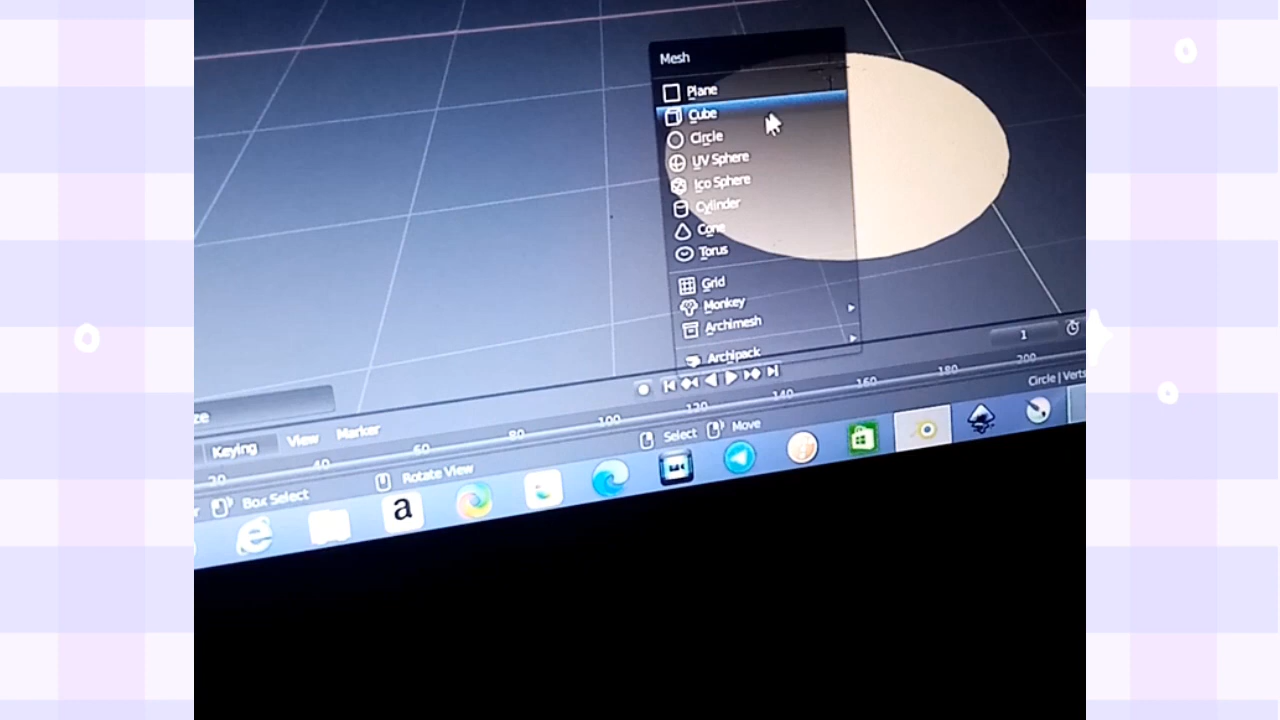 Mesh
Plane
Cube
Circle
UV Sphere
Ico Sphere
Cylinder
Cone
Torus
Grid
Monkey
Archimesh
Archipack
1
ze
Keying View Marker
20 40 60 80 100 120 140 160 180 200
Box Select Rotate View Select Move Circle | Verts
a